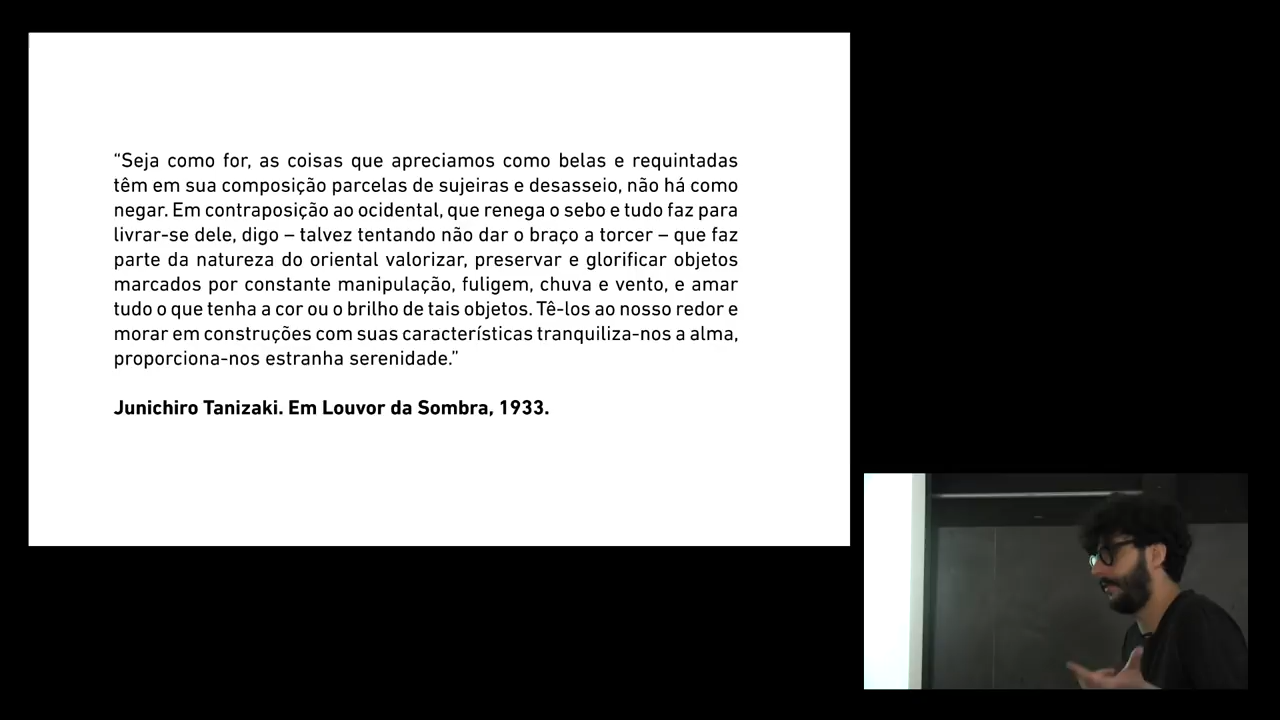 “Seja como for, as coisas que apreciamos como belas e requintadas
têm em sua composição parcelas de sujeiras e desasseio, não há como
negar. Em contraposição ao ocidental, que renega o sebo e tudo faz para
livrar-se dele, digo – talvez tentando não dar o braço a torcer – que faz
parte da natureza do oriental valorizar, preservar e glorificar objetos
marcados por constante manipulação, fuligem, chuva e vento, e amar
tudo o que tenha a cor ou o brilho de tais objetos. Tê-los ao nosso redor e
morar em construções com suas características tranquiliza-nos a alma,
proporciona-nos estranha serenidade.”
Junichiro Tanizaki. Em Louvor da Sombra, 1933.